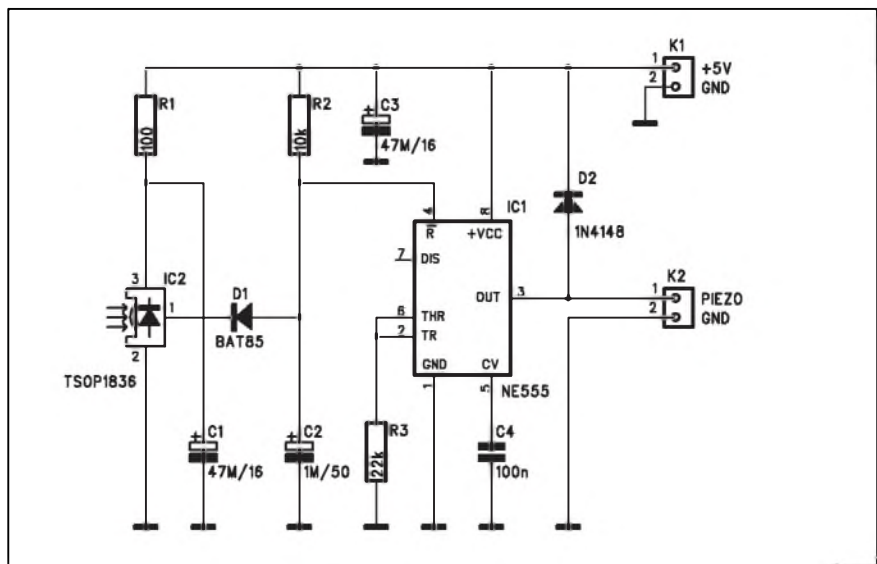 K1
1
+5V
2
GND
R1
100
R2
10k
+
C3
47M/16
D2
1N4148
4
8
IC1
R
+VCC
7
DIS
3
IC2
1
D1
BAT85
OUT
3
K2
1
PIEZO
2
GND
6
THR
2
TR
2
TSOP1836
GND
CV
1
5
NE555
+
C1
47M/16
+
C2
1M/50
R3
22k
C4
100n